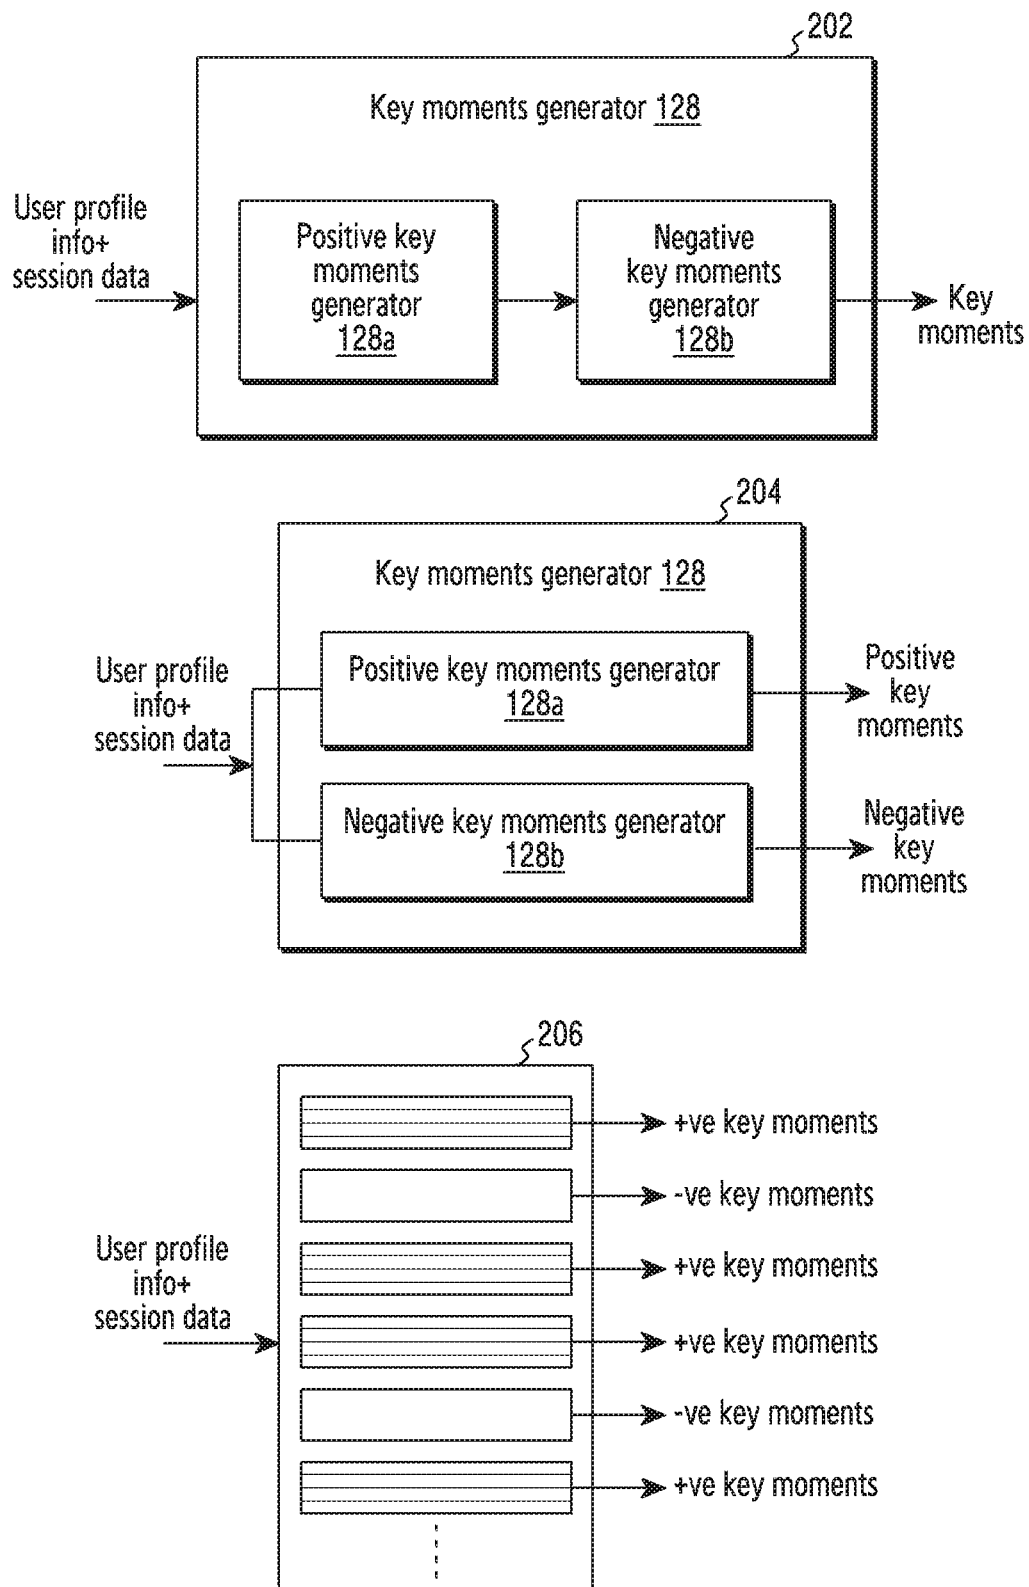 202
Key moments generator 128
User profile
info+
session data
Positive key
moments
generator
128a
Negative
key moments
generator
128b
Key
moments
204
Key moments generator 128
User profile
info+
session data
Positive key moments generator
128a
Negative key moments generator
128b
Positive
key
moments
Negative
key
moments
206
User profile
info+
session data
+ve key moments
-ve key moments
+ve key moments
+ve key moments
-ve key moments
+ve key moments